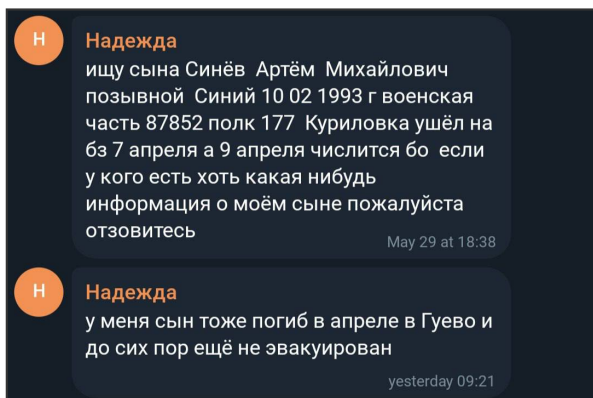 Н
Надежда
ищу сына Синёв Артём Михайлович
позывной Синий 10 02 1993 г военская
часть 87852 полк 177 Куриловка ушёл на
бз 7 апреля а 9 апреля числится бо если
у кого есть хоть какая нибудь
информация о моём сыне пожалуйста
отзовитесь
May 29 at 18:38
Н
Надежда
у меня сын тоже погиб в апреле в Гуево и
до сих пор ещё не эвакуирован
yesterday 09:21